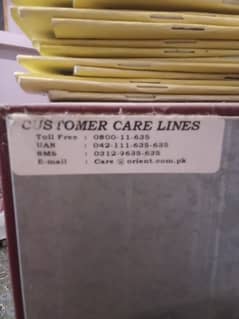 CUSTOMER CARE LINES
Toll Free : 0800-11-635
UAN : 042-111-635-635
SMS : 0312-9635-635
E-mail : Care @ orient.com.pk